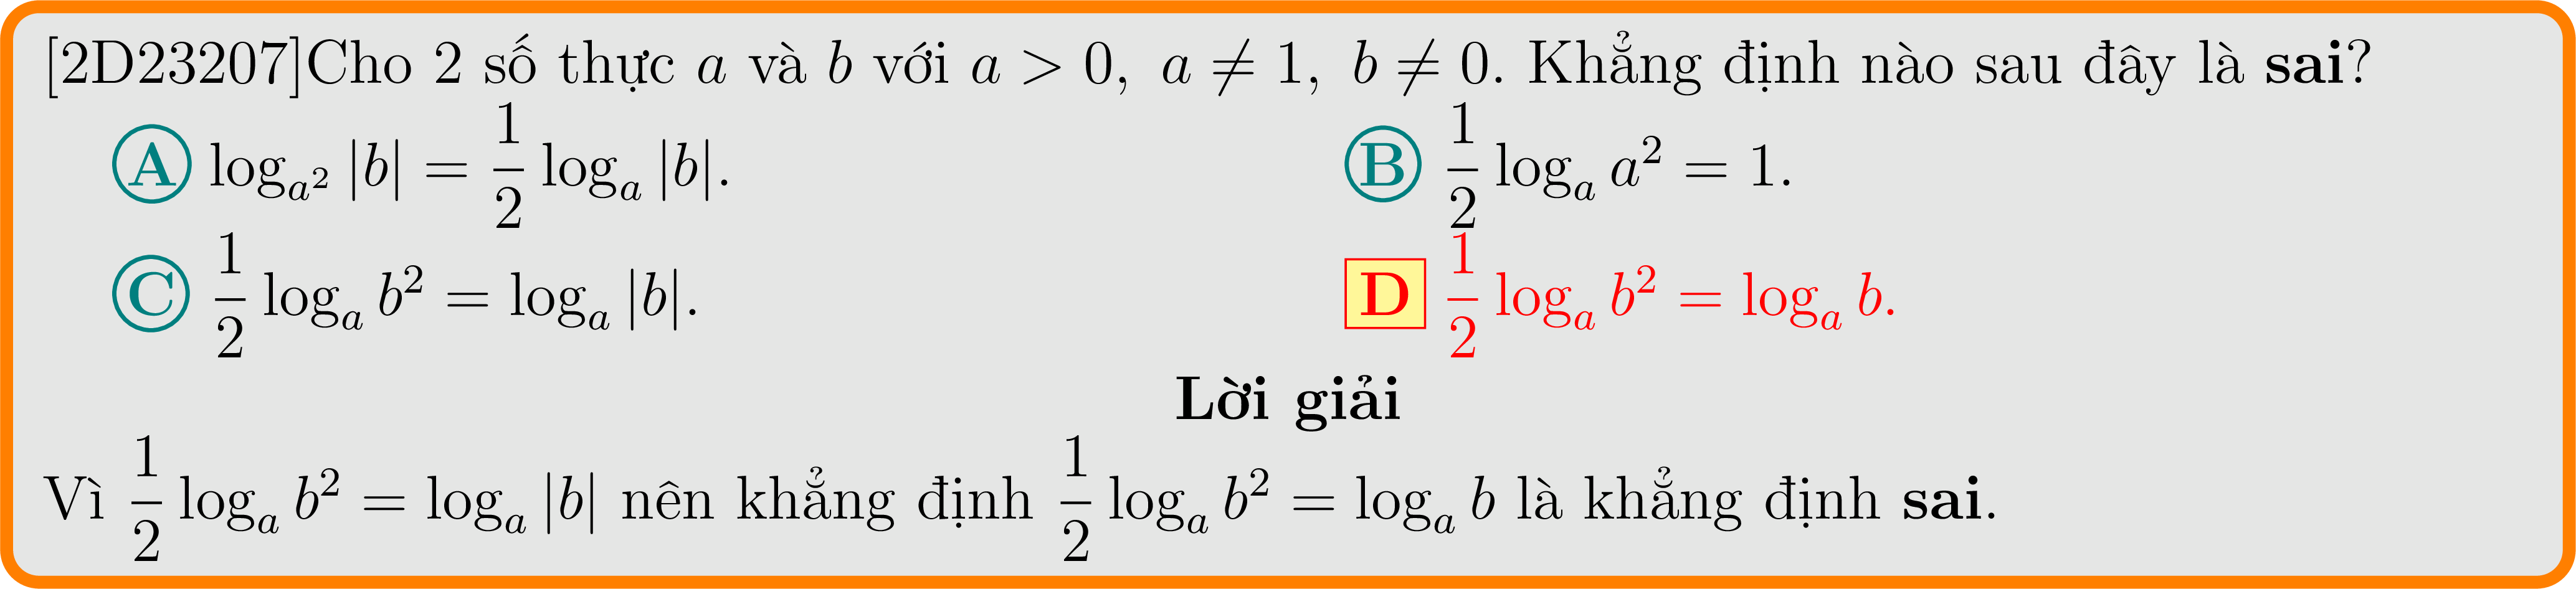 [2D23207]Cho 2 số thực a và b với a > 0, a ≠ 1, b ≠ 0. Khẳng định nào sau đây là sai?
A log_{a^2} |b| = \frac{1}{2} log_a |b|. B \frac{1}{2} log_a a^2 = 1.
C \frac{1}{2} log_a b^2 = log_a |b|. D \frac{1}{2} log_a b^2 = log_a b.
Lời giải
Vì \frac{1}{2} log_a b^2 = log_a |b| nên khẳng định \frac{1}{2} log_a b^2 = log_a b là khẳng định sai.